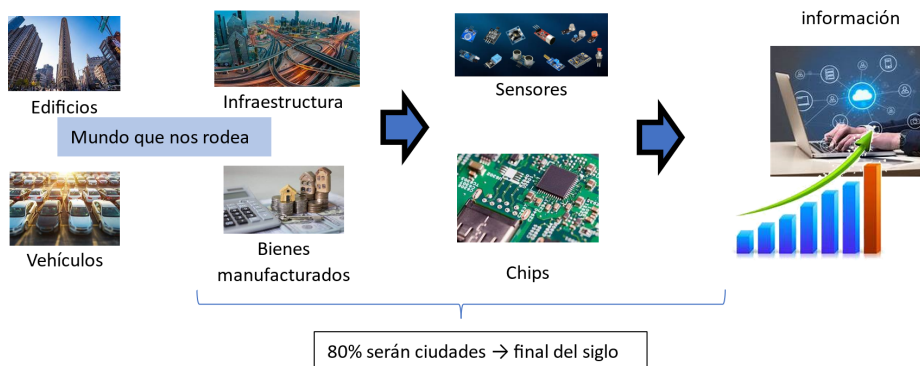 información
Edificios
Infraestructura
Sensores
Mundo que nos rodea
Vehículos
Bienes
manufacturados
Chips
80% serán ciudades → final del siglo